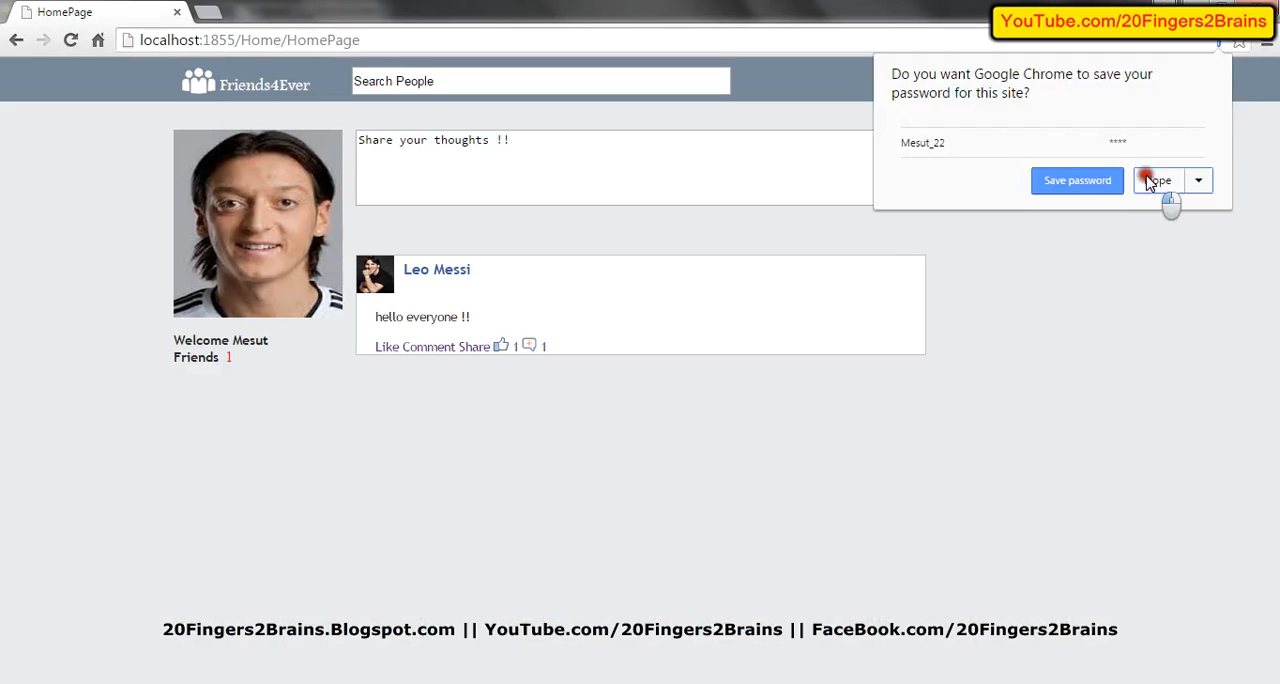 HomePage
YouTube.com/20Fingers2Brains
localhost:1855/Home/HomePage
Friends4Ever
Search People
Do you want Google Chrome to save your
password for this site?
Mesut_22 ****
Save password
Share your thoughts !!
Leo Messi
hello everyone !!
Like Comment Share 1 1
Welcome Mesut
Friends 1
20Fingers2Brains.Blogspot.com || YouTube.com/20Fingers2Brains || FaceBook.com/20Fingers2Brains